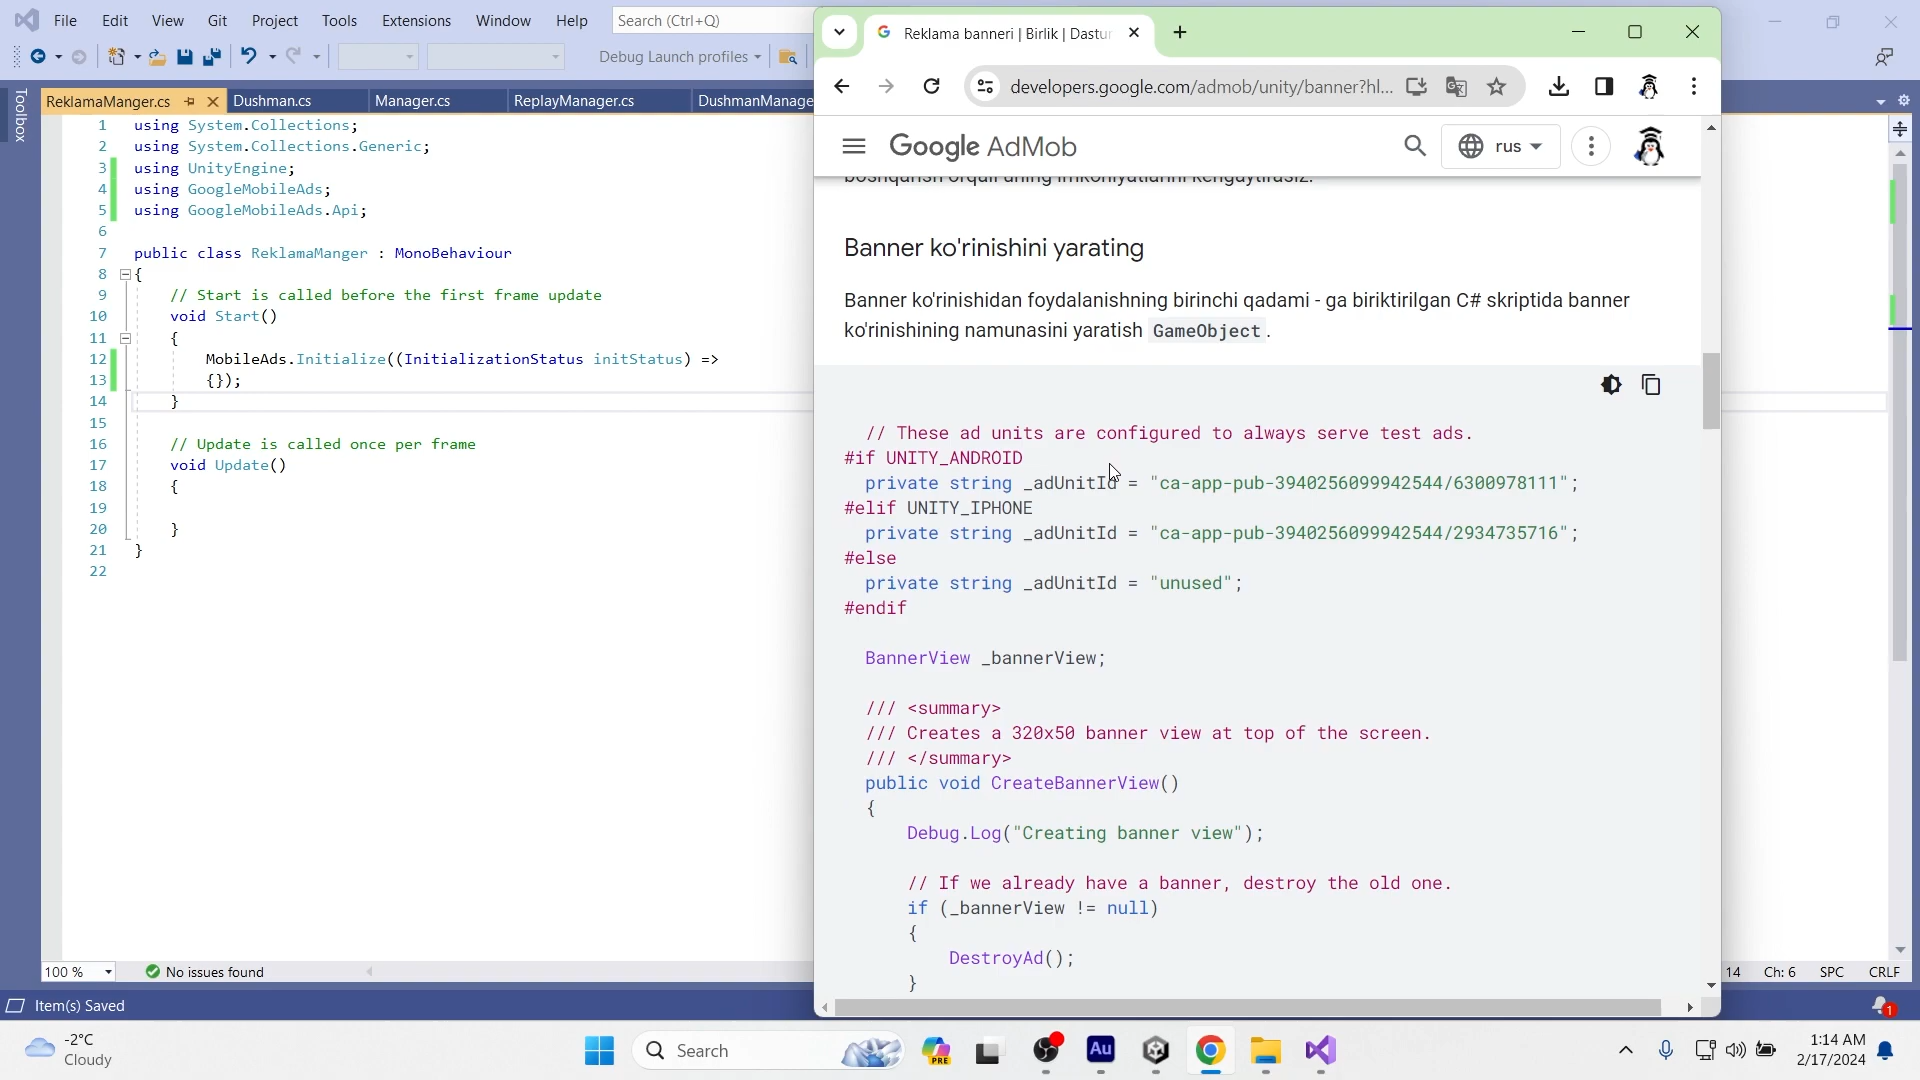 File Edit View Git Project Tools Extensions Window Help Search (Ctrl+Q)
Debug Launch profiles
Toolbox
ReklamaManger.cs Dushman.cs Manager.cs ReplayManager.cs DushmanManage
1 using System.Collections;
2 using System.Collections.Generic;
3 using UnityEngine;
4 using GoogleMobileAds;
5 using GoogleMobileAds.Api;
6
7 public class ReklamaManger : MonoBehaviour
8 {
9 // Start is called before the first frame update
10 void Start()
11 {
12 MobileAds.Initialize((InitializationStatus initStatus) =>
13 {});
14 }
15
16 // Update is called once per frame
17 void Update()
18 {
19
20 }
21 }
22
100 % No issues found
14 Ch: 6 SPC CRLF
Item(s) Saved
1
Reklama banneri | Birlik | Dastur
developers.google.com/admob/unity/banner?hl...
Google AdMob
rus
boshqarish orqali uning imkoniyatlarini kengaytirasiz.
Banner ko'rinishini yarating
Banner ko'rinishidan foydalanishning birinchi qadami - ga biriktirilgan C# skriptida banner
ko'rinishining namunasini yaratish GameObject .
// These ad units are configured to always serve test ads.
#if UNITY_ANDROID
private string _adUnitId = "ca-app-pub-3940256099942544/6300978111";
#elif UNITY_IPHONE
private string _adUnitId = "ca-app-pub-3940256099942544/2934735716";
#else
private string _adUnitId = "unused";
#endif
BannerView _bannerView;
/// <summary>
/// Creates a 320x50 banner view at top of the screen.
/// </summary>
public void CreateBannerView()
{
Debug.Log("Creating banner view");
// If we already have a banner, destroy the old one.
if (_bannerView != null)
{
DestroyAd();
}
-2°C
Cloudy
Search
PRE
Au
1:14 AM
2/17/2024